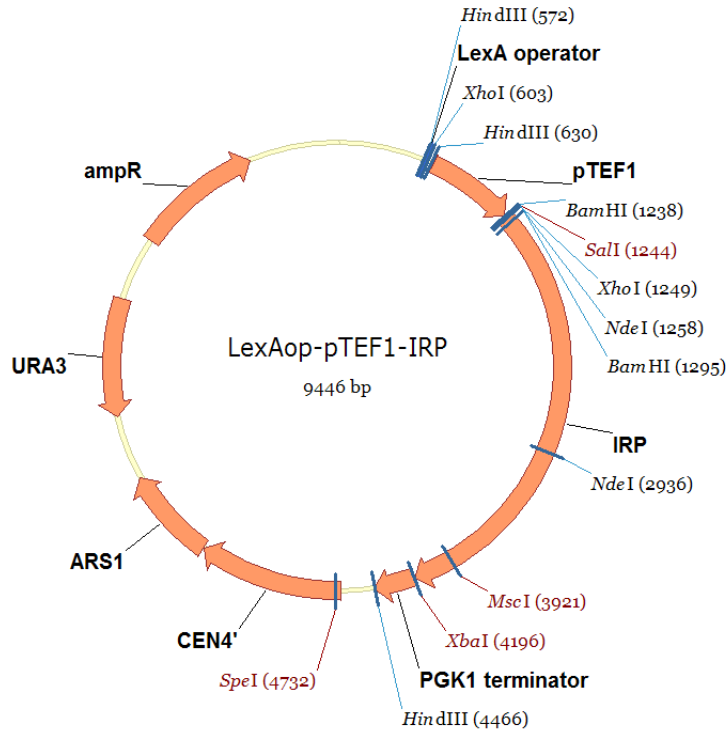 HindIII (572)
LexA operator
XhoI (603)
HindIII (630)
pTEF1
BamHI (1238)
SalI (1244)
XhoI (1249)
NdeI (1258)
BamHI (1295)
IRP
NdeI (2936)
MscI (3921)
XbaI (4196)
PGK1 terminator
HindIII (4466)
SpeI (4732)
CEN4'
ARS1
URA3
ampR
LexAop-pTEF1-IRP
9446 bp